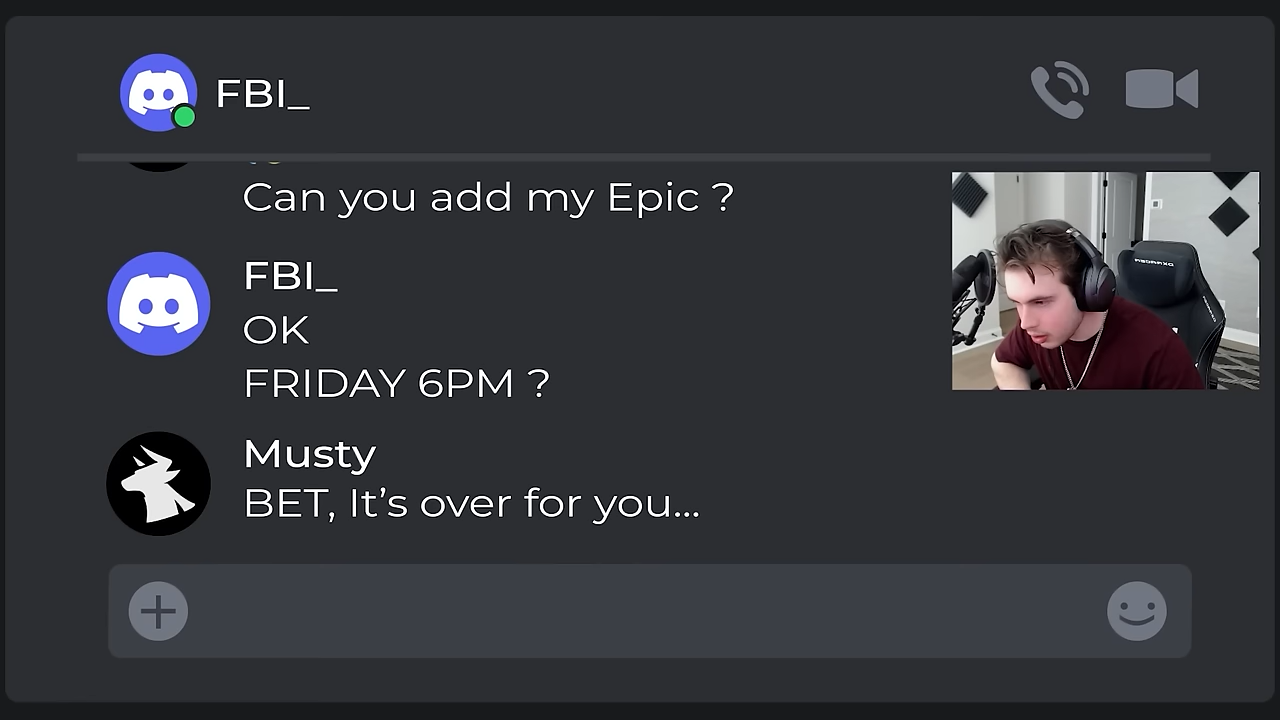 FBI_
Can you add my Epic ?
FBI_
OK
FRIDAY 6PM ?
Musty
BET, It’s over for you...